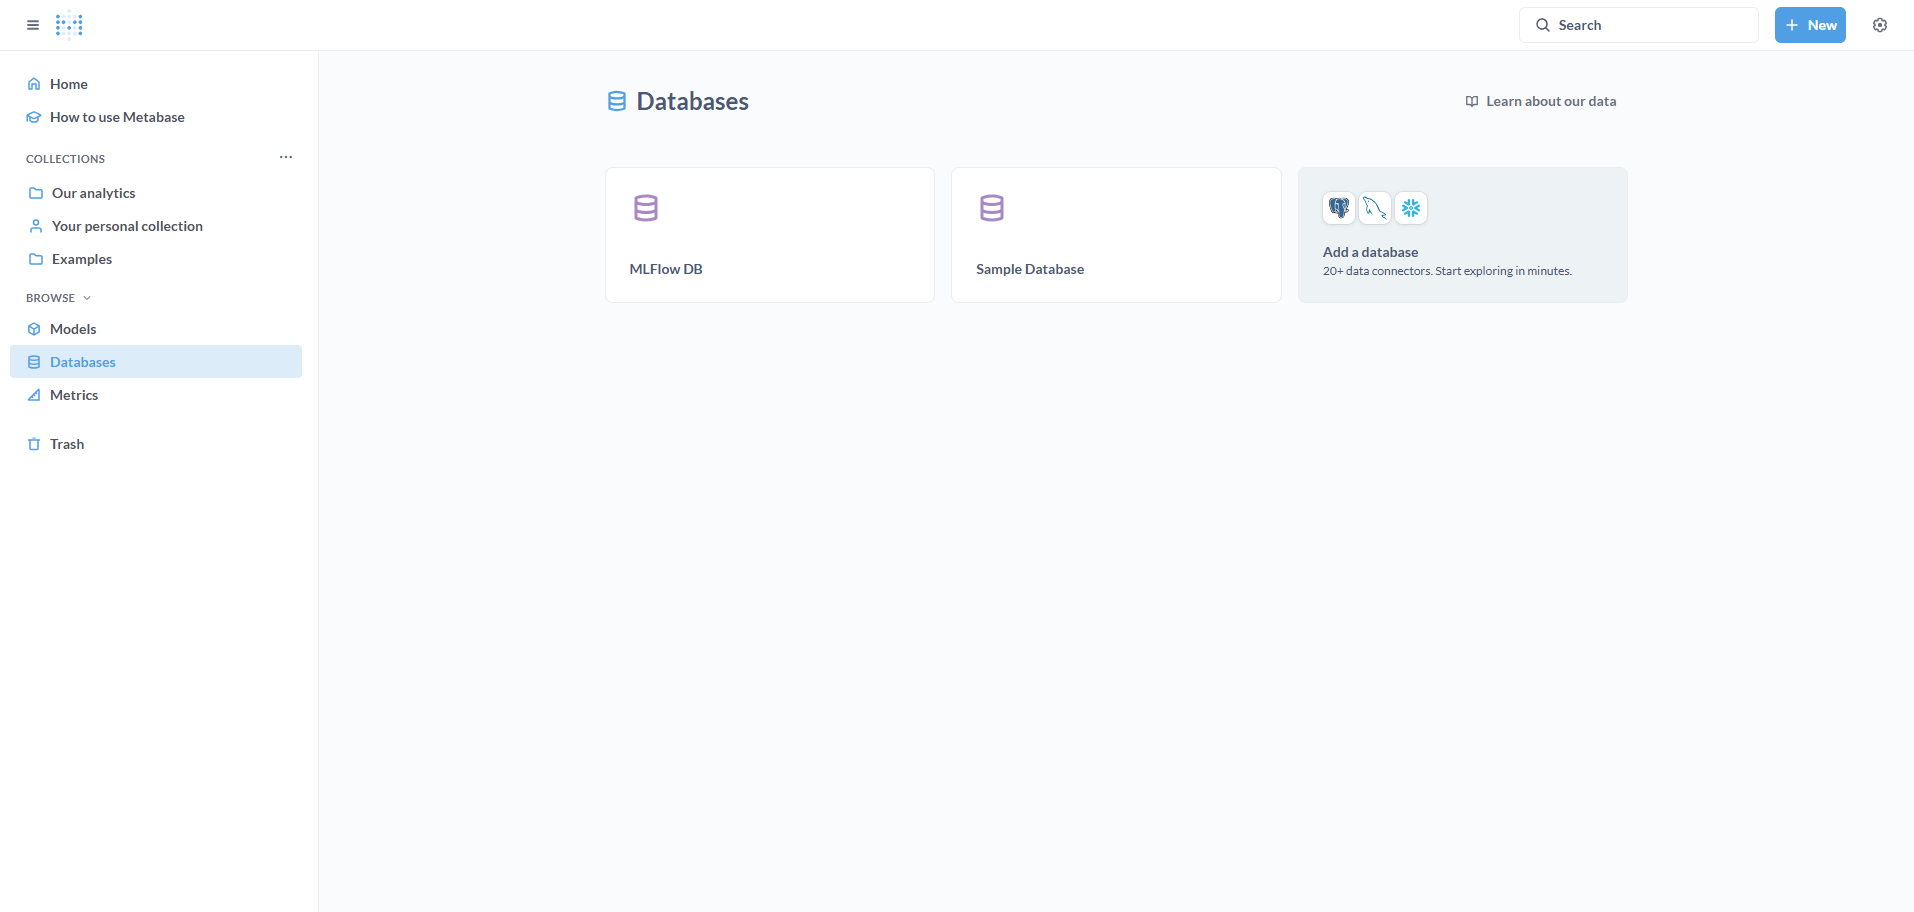 Search
New
Home
How to use Metabase
COLLECTIONS
Our analytics
Your personal collection
Examples
BROWSE
Models
Databases
Metrics
Trash
Databases
Learn about our data
MLFlow DB
Sample Database
Add a database
20+ data connectors. Start exploring in minutes.